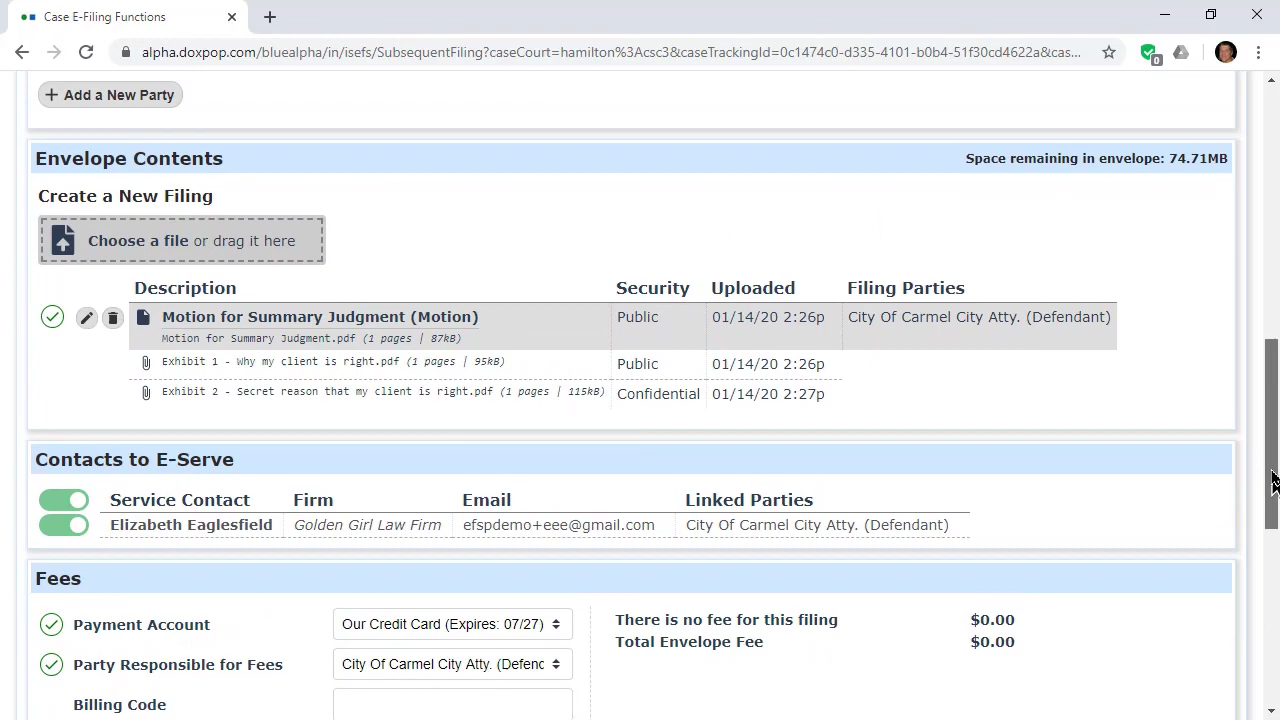 Case E-Filing Functions
alpha.doxpop.com/bluealpha/in/isefs/SubsequentFiling?caseCourt=hamilton%3Acsc3&caseTrackingId=0c1474c0-d335-4101-b0b4-51f30cd4622a&cas...
0
Add a New Party
Envelope Contents
Space remaining in envelope: 74.71MB
Create a New Filing
Choose a file or drag it here
Description Security Uploaded Filing Parties
Motion for Summary Judgment (Motion) Public 01/14/20 2:26p City Of Carmel City Atty. (Defendant)
Motion for Summary Judgment.pdf (1 pages | 87kB)
Exhibit 1 - Why my client is right.pdf (1 pages | 95kB) Public 01/14/20 2:26p
Exhibit 2 - Secret reason that my client is right.pdf (1 pages | 115kB) Confidential 01/14/20 2:27p
Contacts to E-Serve
Service Contact Firm Email Linked Parties
Elizabeth Eaglesfield Golden Girl Law Firm efspdemo+eee@gmail.com City Of Carmel City Atty. (Defendant)
Fees
Payment Account Our Credit Card (Expires: 07/27) There is no fee for this filing $0.00
Total Envelope Fee $0.00
Party Responsible for Fees City Of Carmel City Atty. (Defenc
Billing Code